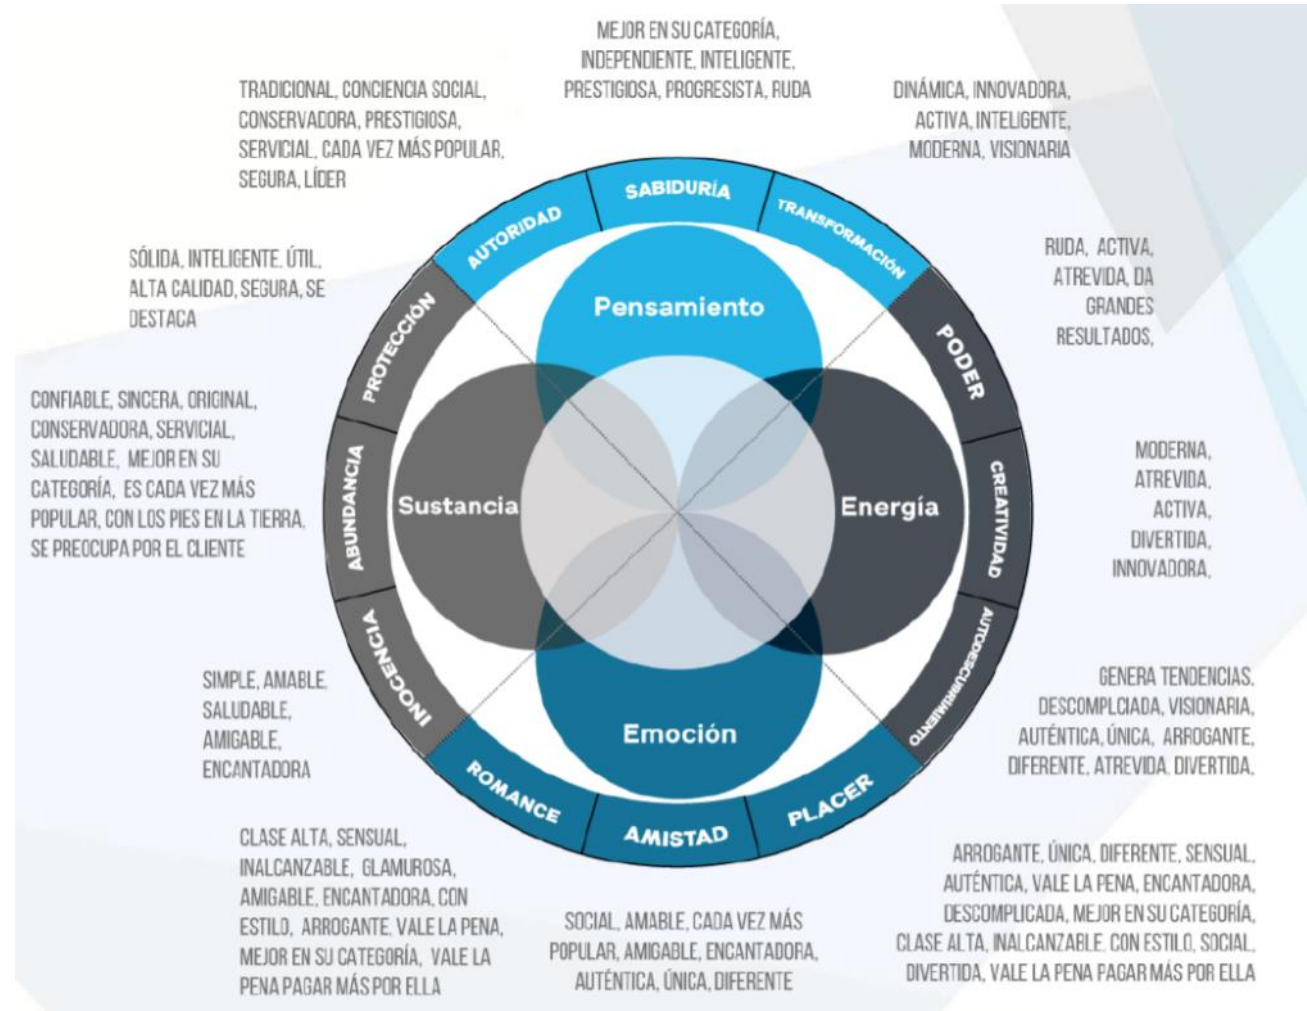 MEJOR EN SU CATEGORÍA,
INDEPENDIENTE, INTELIGENTE,
PRESTIGIOSA, PROGRESISTA, RUDA
TRADICIONAL, CONCIENCIA SOCIAL,
CONSERVADORA, PRESTIGIOSA,
SERVICIAL, CADA VEZ MÁS POPULAR,
SEGURA, LÍDER
DINÁMICA, INNOVADORA,
ACTIVA, INTELIGENTE,
MODERNA, VISIONARIA
AUTORIDAD
SABIDURÍA
TRANSFORMACIÓN
SÓLIDA, INTELIGENTE, ÚTIL,
ALTA CALIDAD, SEGURA, SE
DESTACA
RUDA, ACTIVA,
ATREVIDA, DA
GRANDES
RESULTADOS,
PROTECCIÓN
Pensamiento
PODER
CONFIABLE, SINCERA, ORIGINAL,
CONSERVADORA, SERVICIAL,
SALUDABLE, MEJOR EN SU
CATEGORÍA, ES CADA VEZ MÁS
POPULAR, CON LOS PIES EN LA TIERRA,
SE PREOCUPA POR EL CLIENTE
ABUNDANCIA
Sustancia
Energía
CREATIVIDAD
MODERNA,
ATREVIDA,
ACTIVA,
DIVERTIDA,
INNOVADORA,
INOCENCIA
AUTODESCUBRIMIENTO
SIMPLE, AMABLE,
SALUDABLE,
AMIGABLE,
ENCANTADORA
GENERA TENDENCIAS,
DESCOMPLCIADA, VISIONARIA,
AUTÉNTICA, ÚNICA, ARROGANTE,
DIFERENTE, ATREVIDA, DIVERTIDA,
Emoción
ROMANCE
AMISTAD
PLACER
CLASE ALTA, SENSUAL,
INALCANZABLE, GLAMUROSA,
AMIGABLE, ENCANTADORA, CON
ESTILO, ARROGANTE, VALE LA PENA,
MEJOR EN SU CATEGORÍA, VALE LA
PENA PAGAR MÁS POR ELLA
SOCIAL, AMABLE, CADA VEZ MÁS
POPULAR, AMIGABLE, ENCANTADORA,
AUTÉNTICA, ÚNICA, DIFERENTE
ARROGANTE, ÚNICA, DIFERENTE, SENSUAL,
AUTÉNTICA, VALE LA PENA, ENCANTADORA,
DESCOMPLICADA, MEJOR EN SU CATEGORÍA,
CLASE ALTA, INALCANZABLE, CON ESTILO, SOCIAL,
DIVERTIDA, VALE LA PENA PAGAR MÁS POR ELLA